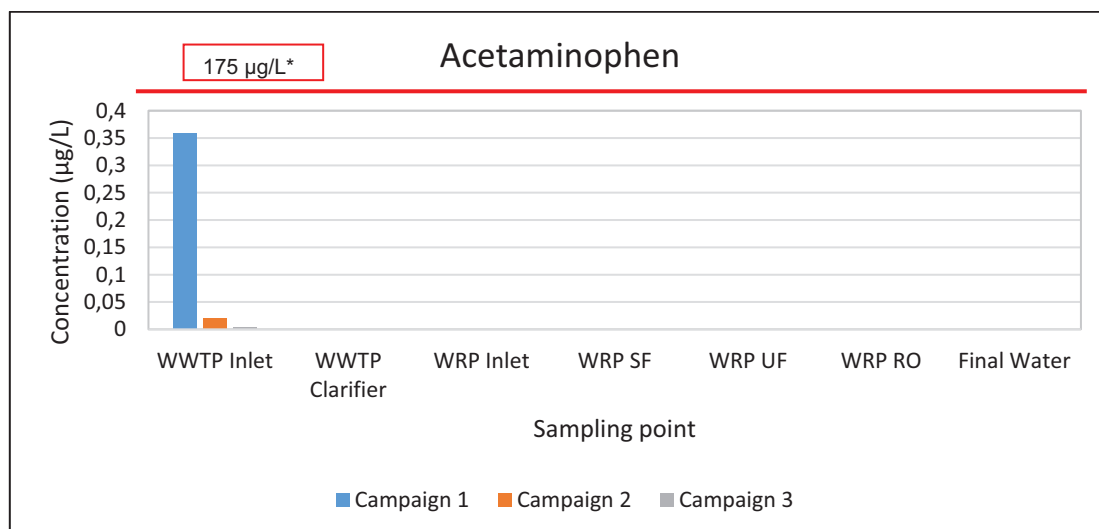 Acetaminophen
175 µg/L*
Concentration (µg/L)
0,4
0,35
0,3
0,25
0,2
0,15
0,1
0,05
0
WWTP Inlet
WWTP
Clarifier
WRP Inlet
WRP SF
WRP UF
WRP RO
Final Water
Sampling point
Campaign 1
Campaign 2
Campaign 3